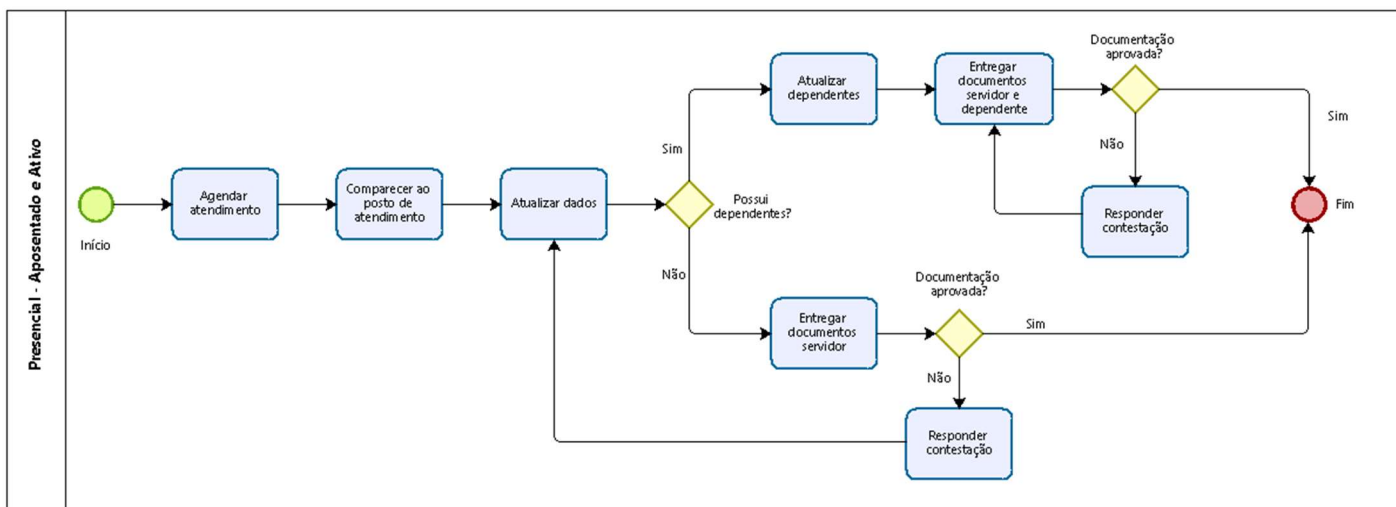 Presencial - Aposentado e Ativo
Início
Agendar
atendimento
Comparecer ao
posto de
atendimento
Atualizar dados
Possui
dependentes?
Sim
Atualizar
dependentes
Entregar
documentos
servidor e
dependente
Documentação
aprovada?
Sim
Não
Responder
contestação
Fim
Não
Entregar
documentos
servidor
Documentação
aprovada?
Sim
Não
Responder
contestação